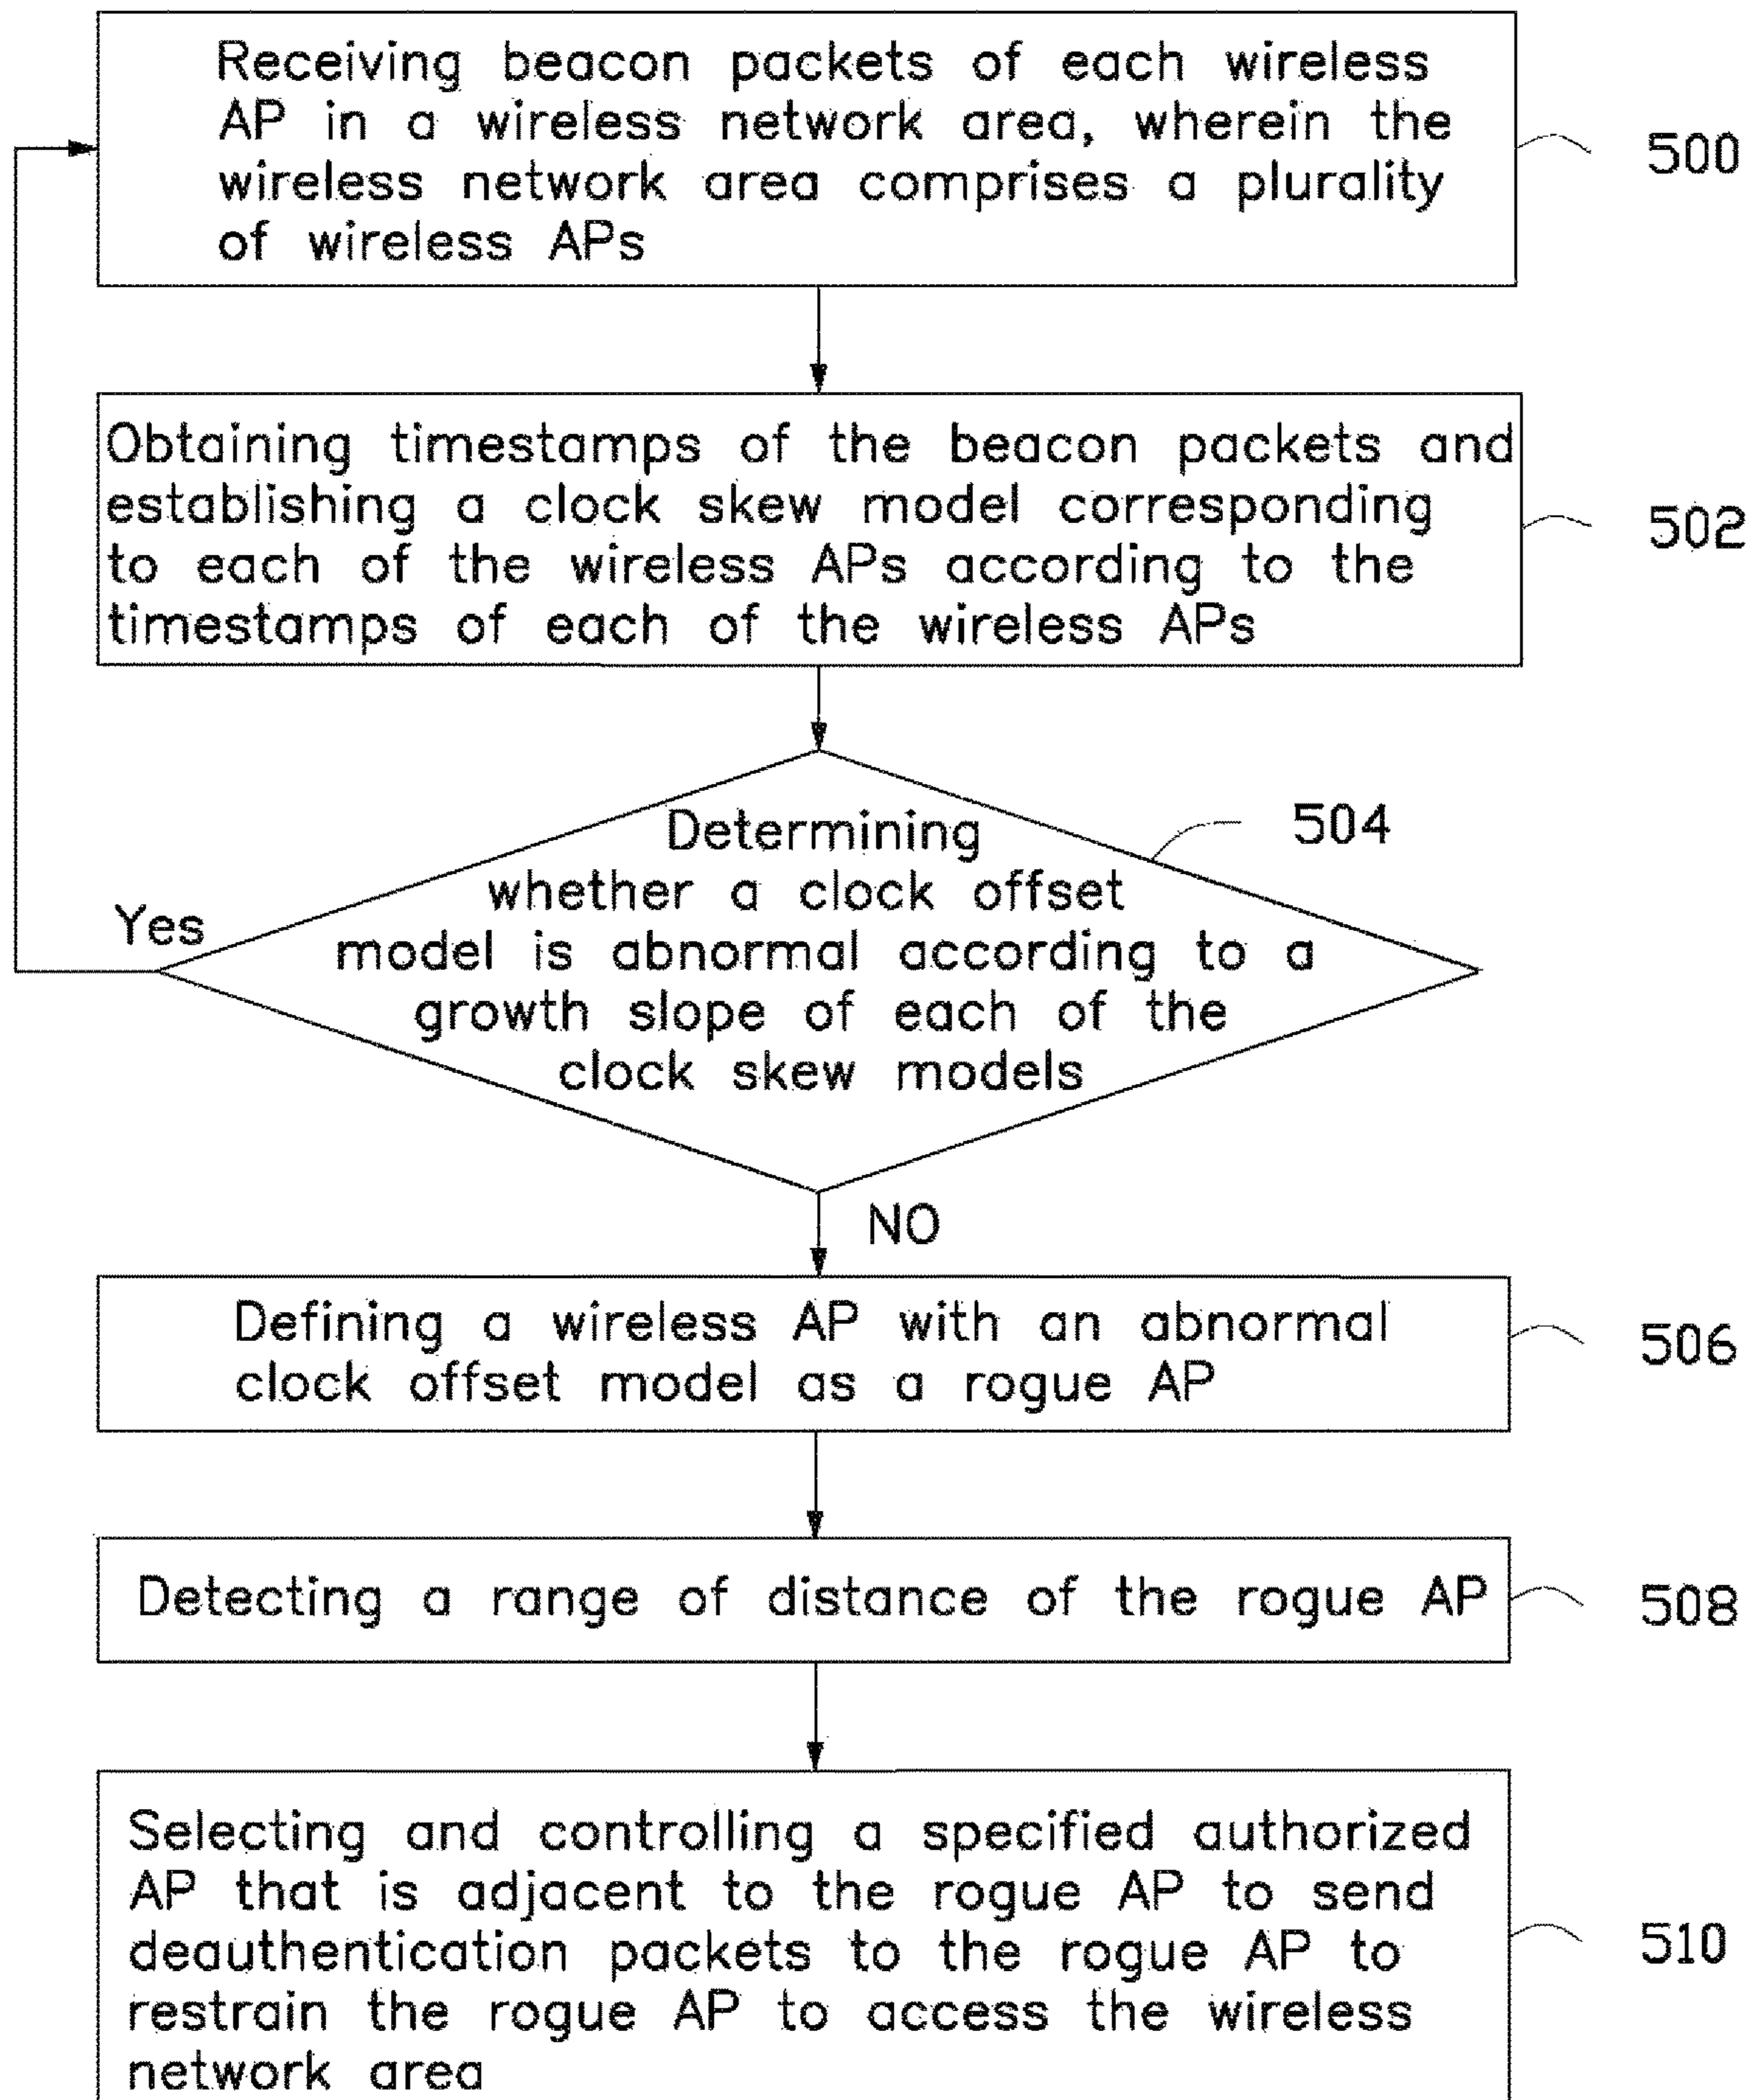 Receiving beacon packets of each wireless
AP in a wireless network area, wherein the
wireless network area comprises a plurality
of wireless APs
500
Obtaining timestamps of the beacon packets and
establishing a clock skew model corresponding
to each of the wireless APs according to the
timestamps of each of the wireless APs
502
Determining
whether a clock offset
model is abnormal according to a
growth slope of each of the
clock skew models
504
Yes
NO
Defining a wireless AP with an abnormal
clock offset model as a rogue AP
506
Detecting a range of distance of the rogue AP
508
Selecting and controlling a specified authorized
AP that is adjacent to the rogue AP to send
deauthentication packets to the rogue AP to
restrain the rogue AP to access the wireless
network area
510